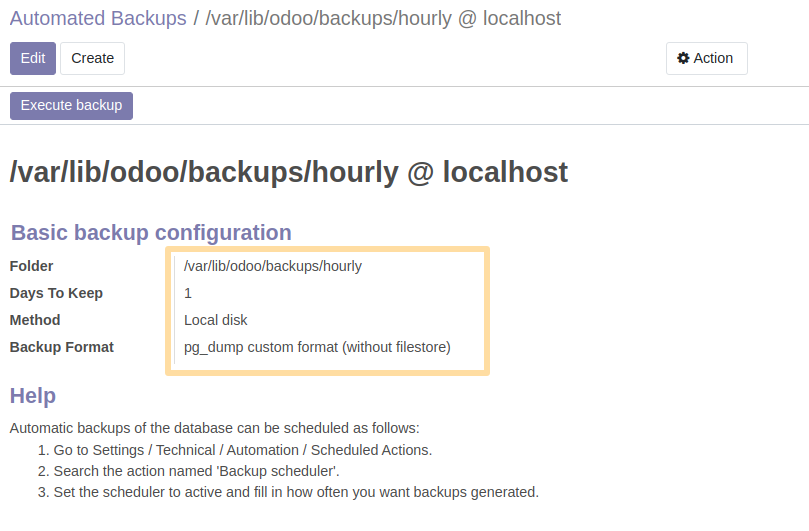 Automated Backups / /var/lib/odoo/backups/hourly @ localhost
Edit Create Action
Execute backup
/var/lib/odoo/backups/hourly @ localhost
Basic backup configuration
Folder /var/lib/odoo/backups/hourly
Days To Keep 1
Method Local disk
Backup Format pg_dump custom format (without filestore)
Help
Automatic backups of the database can be scheduled as follows:
1. Go to Settings / Technical / Automation / Scheduled Actions.
2. Search the action named 'Backup scheduler'.
3. Set the scheduler to active and fill in how often you want backups generated.